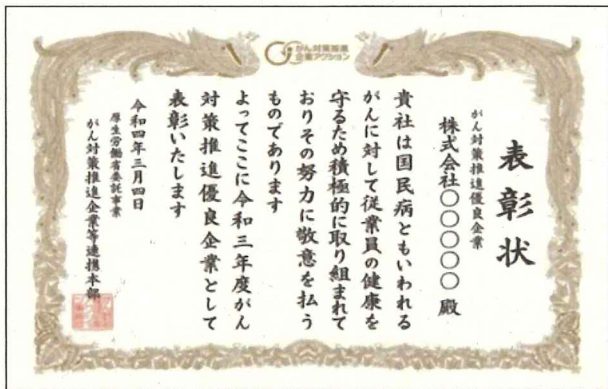 がん対策推進
企業アクション
表彰状
がん対策推進優良企業
株式会社〇〇〇〇〇 殿
貴社は国民病ともいわれる
がんに対して従業員の健康を
守るため積極的に取り組まれて
おりその努力に敬意を払う
ものであります
よってここに令和三年度がん
対策推進優良企業として
表彰いたします
令和四年三月四日
厚生労働省委託事業
がん対策推進企業等連携本部